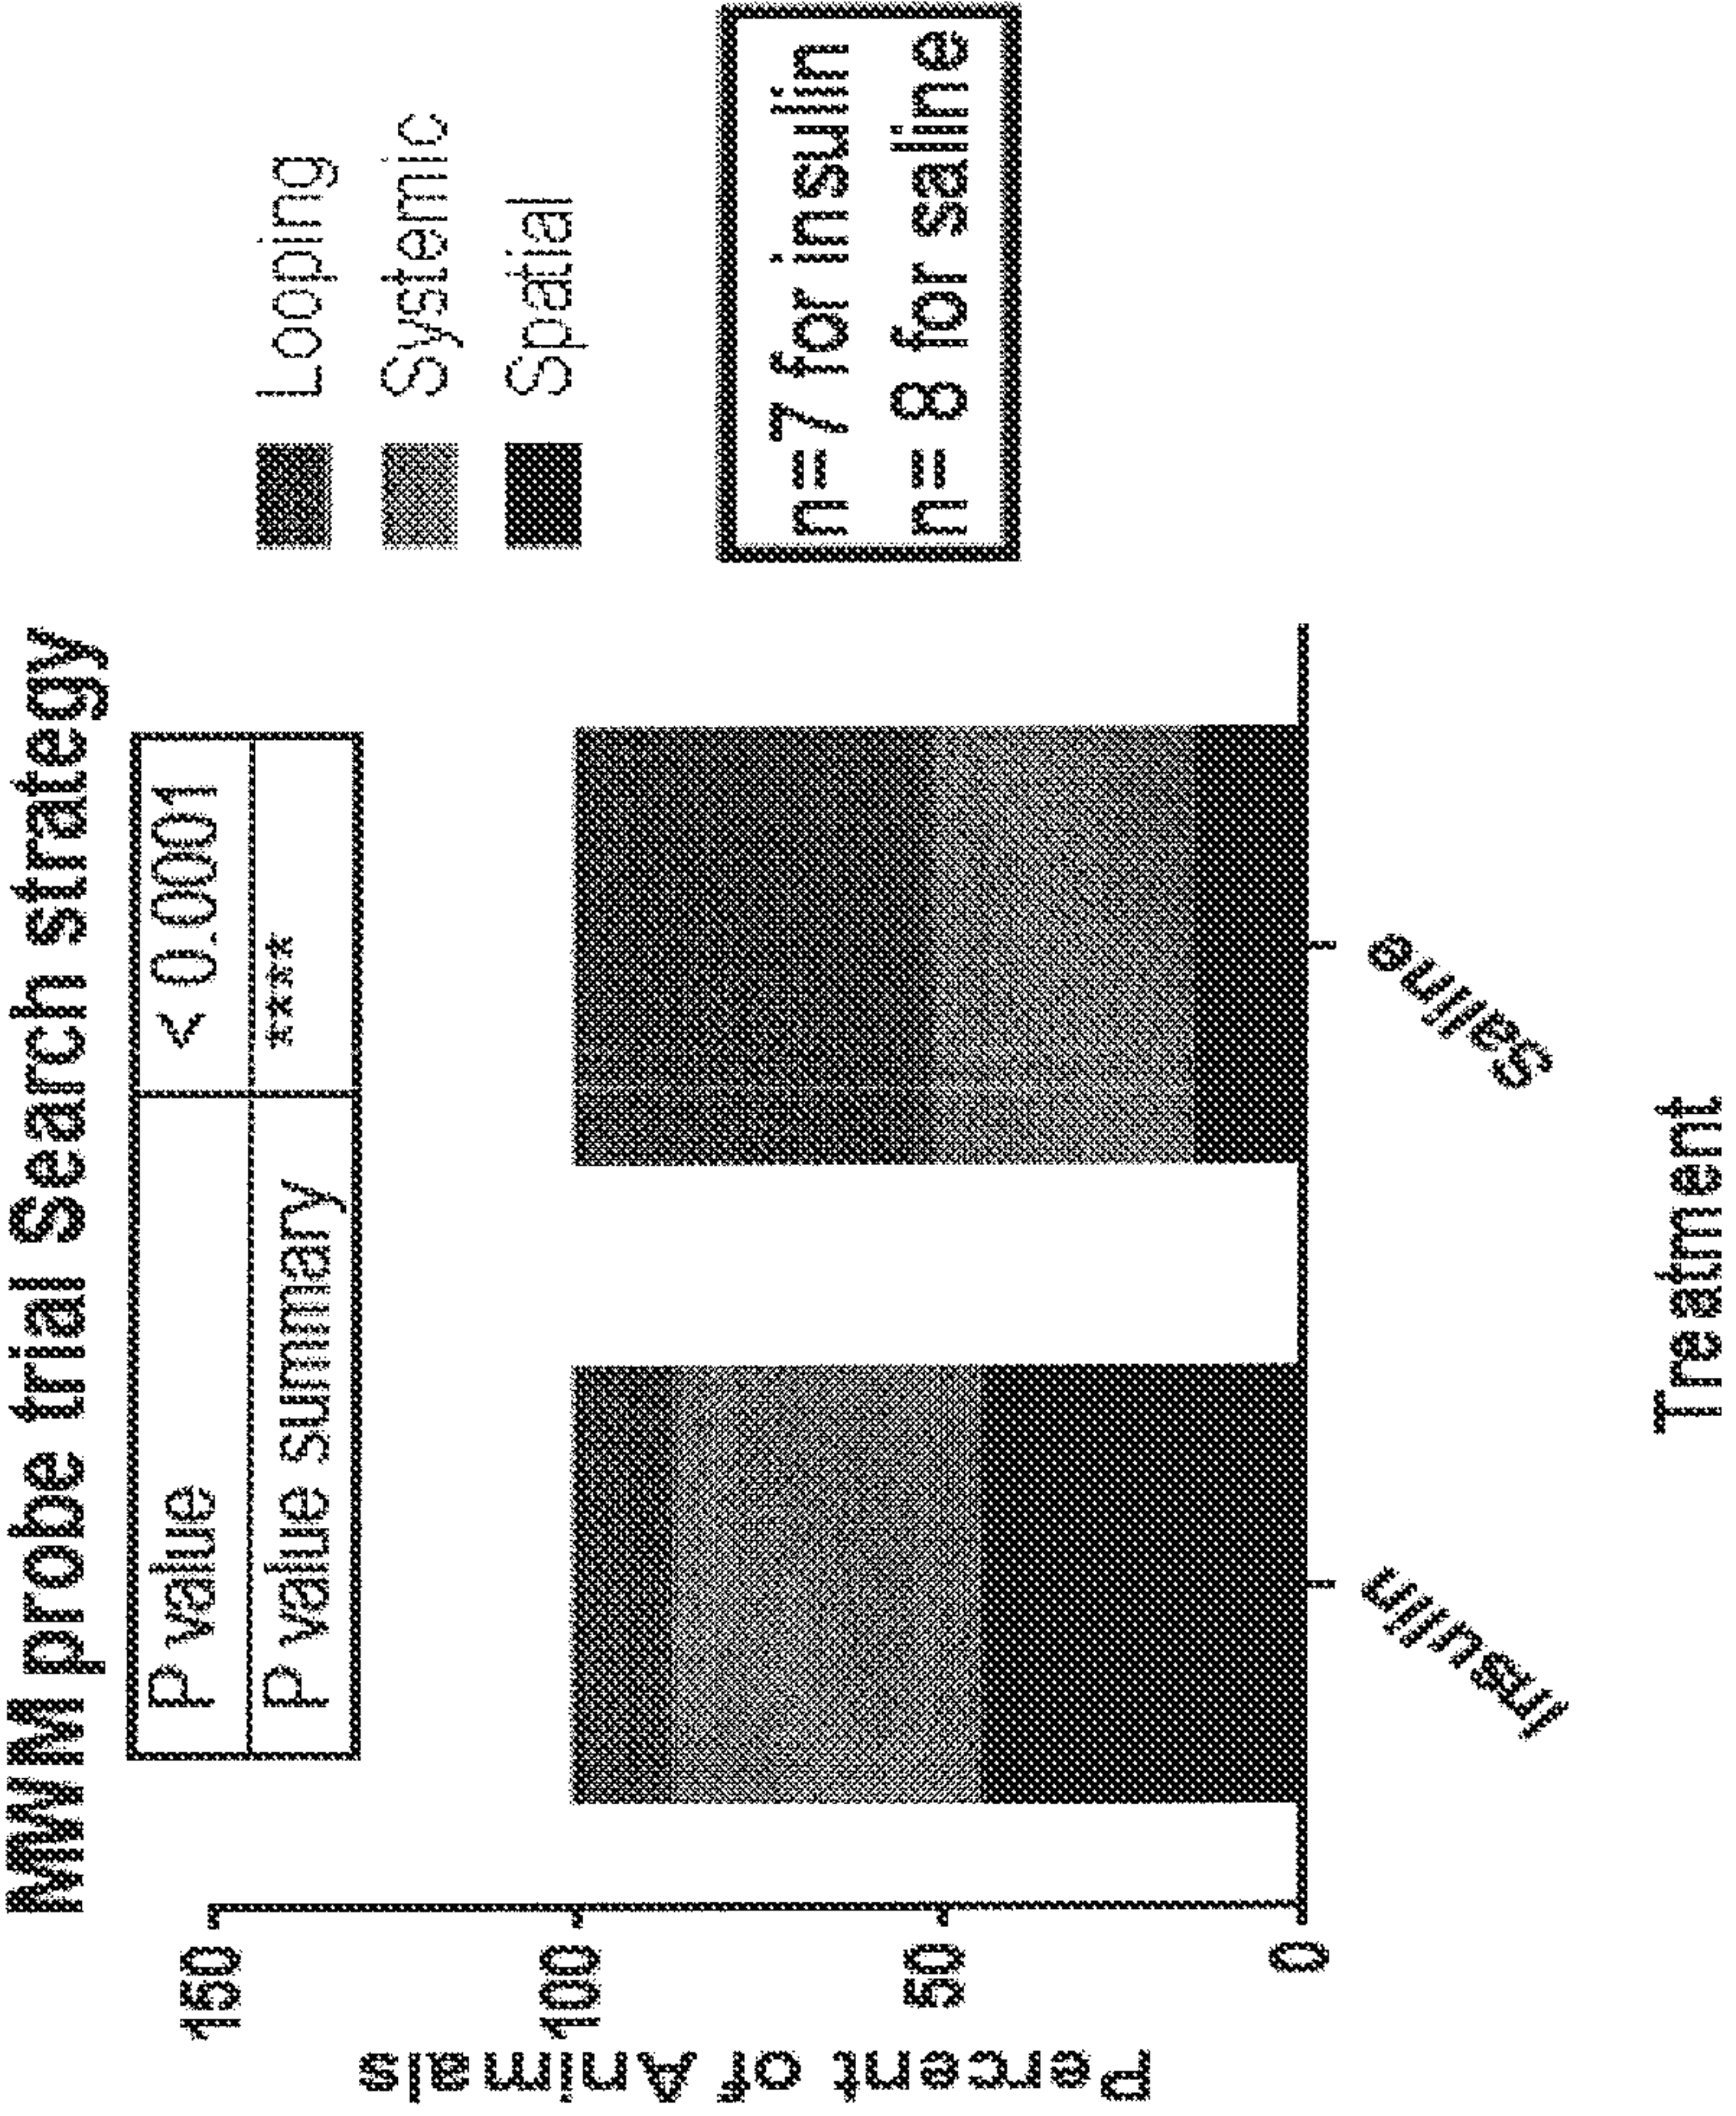 MWM probe trial Search strategy
P value < 0.0001
P value summary ****
Looping
Systemic
Spatial
n=7 for insulin
n= 8 for saline
Percent of Animals
150
100
50
0
Insulin
Saline
Treatment